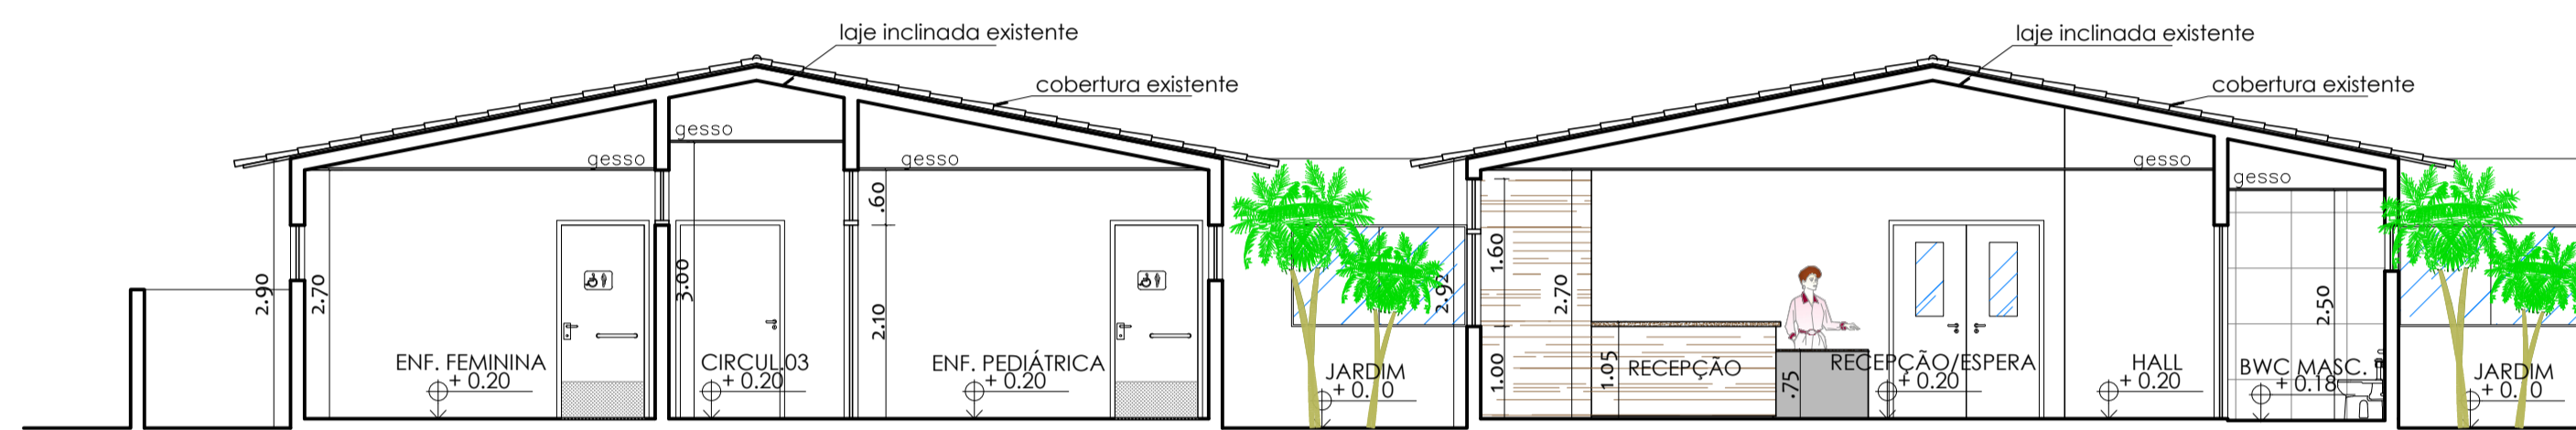 laje inclinada existente
cobertura existente
gesso
gesso
gesso
2.90
2.70
3.00
.60
2.10
ENF. FEMININA
+ 0.20
CIRCUL.03
+ 0.20
ENF. PEDIÁTRICA
+ 0.20
JARDIM
2.92
laje inclinada existente
cobertura existente
gesso
gesso
1.60
1.00
2.70
1.05
RECEPÇÃO
.75
RECEPÇÃO/ESPERA
+ 0.20
HALL
+ 0.20
2.50
BWC MASC.
+ 0.18
JARDIM